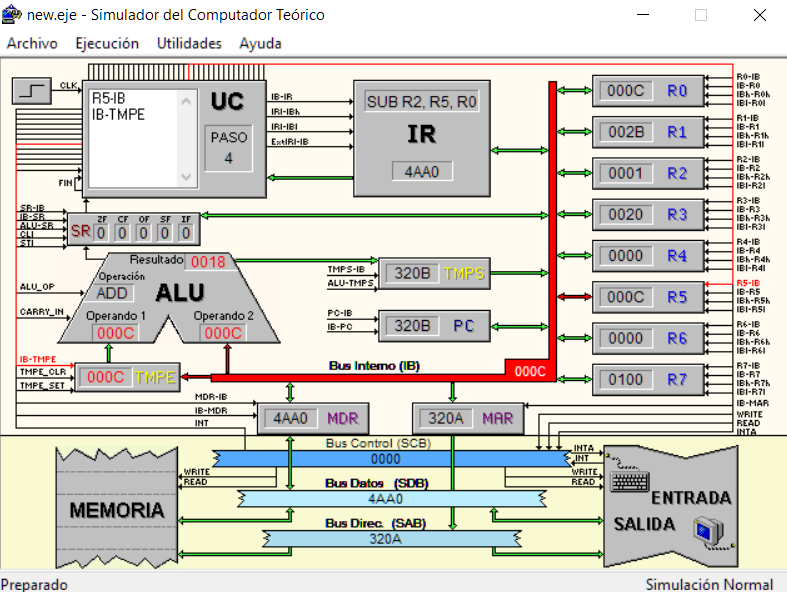 new.eje - Simulador del Computador Teórico
Archivo Ejecución Utilidades Ayuda
CLK
R5-IB
IB-TMPE
UC
PASO
4
FIN
IB-IR
IRl-IBh
IRl-IBl
ExtIRl-IB
SUB R2, R5, R0
IR
4AA0
000C R0
R0-IB
IB-R0
IBh-R0h
IBl-R0l
002B R1
R1-IB
IB-R1
IBh-R1h
IBl-R1l
0001 R2
R2-IB
IB-R2
IBh-R2h
IBl-R2l
0020 R3
R3-IB
IB-R3
IBh-R3h
IBl-R3l
0000 R4
R4-IB
IB-R4
IBh-R4h
IBl-R4l
000C R5
R5-IB
IB-R5
IBh-R5h
IBl-R5l
0000 R6
R6-IB
IB-R6
IBh-R6h
IBl-R6l
0100 R7
R7-IB
IB-R7
IBh-R7h
IBl-R7l
SR-IB
IB-SR
ALU-SR
CLI
STI
SR
ZF CF OF SF IF
0 0 0 0 0
Resultado 0018
Operación
ADD
ALU
Operando 1 Operando 2
000C 000C
ALU_OP
CARRY_IN
TMPS-IB
ALU-TMPS
320B TMPS
PC-IB
IB-PC
320B PC
IB-TMPE
TMPE_CLR
TMPE_SET
000C TMPE
Bus Interno (IB)
000C
MDR-IB
IB-MDR
INT
4AA0 MDR
320A MAR
IB-MAR
WRITE
READ
INTA
Bus Control (SCB)
0000
INTA
INT
WRITE
READ
WRITE
READ
Bus Datos (SDB)
4AA0
Bus Direc. (SAB)
320A
MEMORIA
ENTRADA
SALIDA
Preparado Simulación Normal